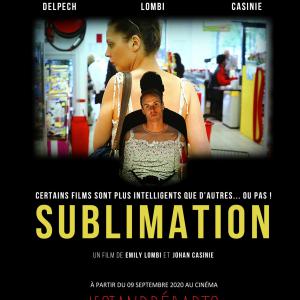 DELPECH LOMBI CASINIE
CERTAINS FILMS SONT PLUS INTELLIGENTS QUE D'AUTRES... OU PAS !
SUBLIMATION
UN FILM DE EMILY LOMBI ET JOHAN CASINIE
À PARTIR DU 09 SEPTEMBRE 2020 AU CINÉMA